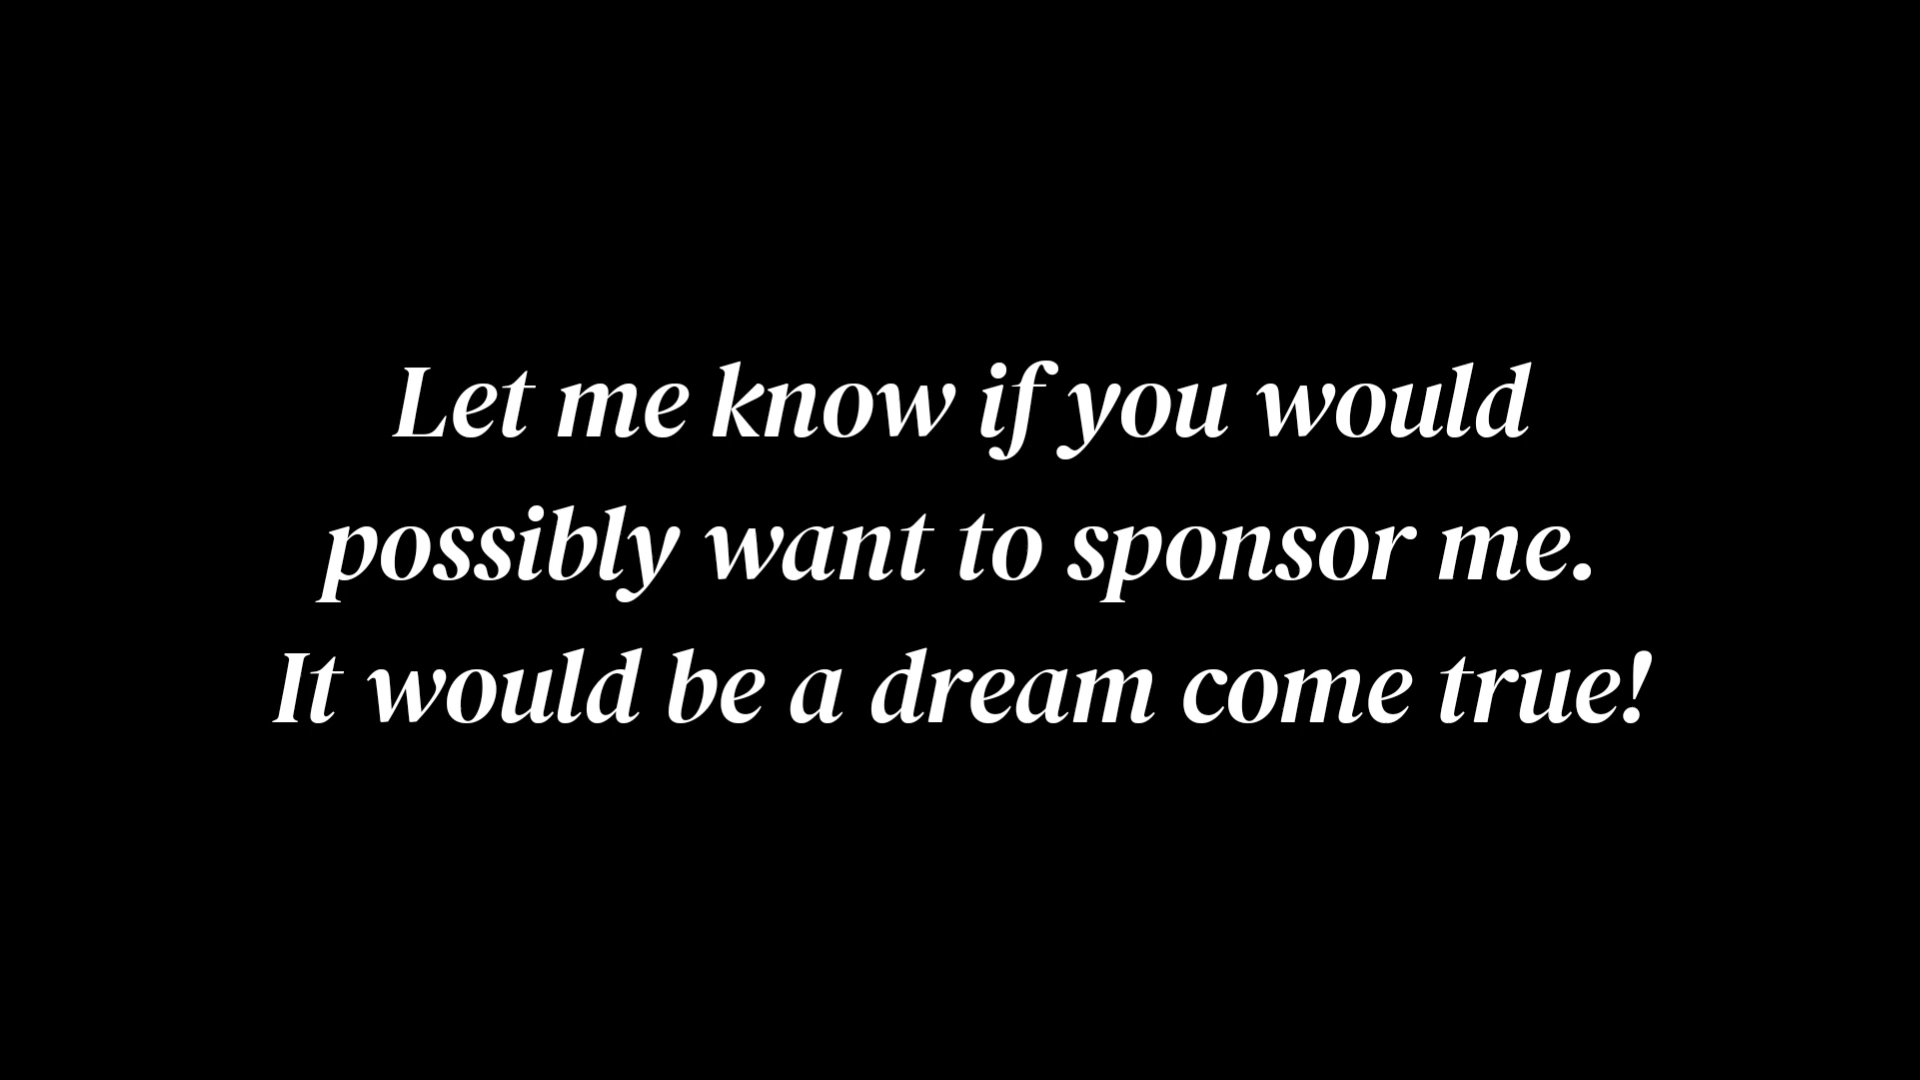 Let me know if you would
possibly want to sponsor me.
It would be a dream come true!